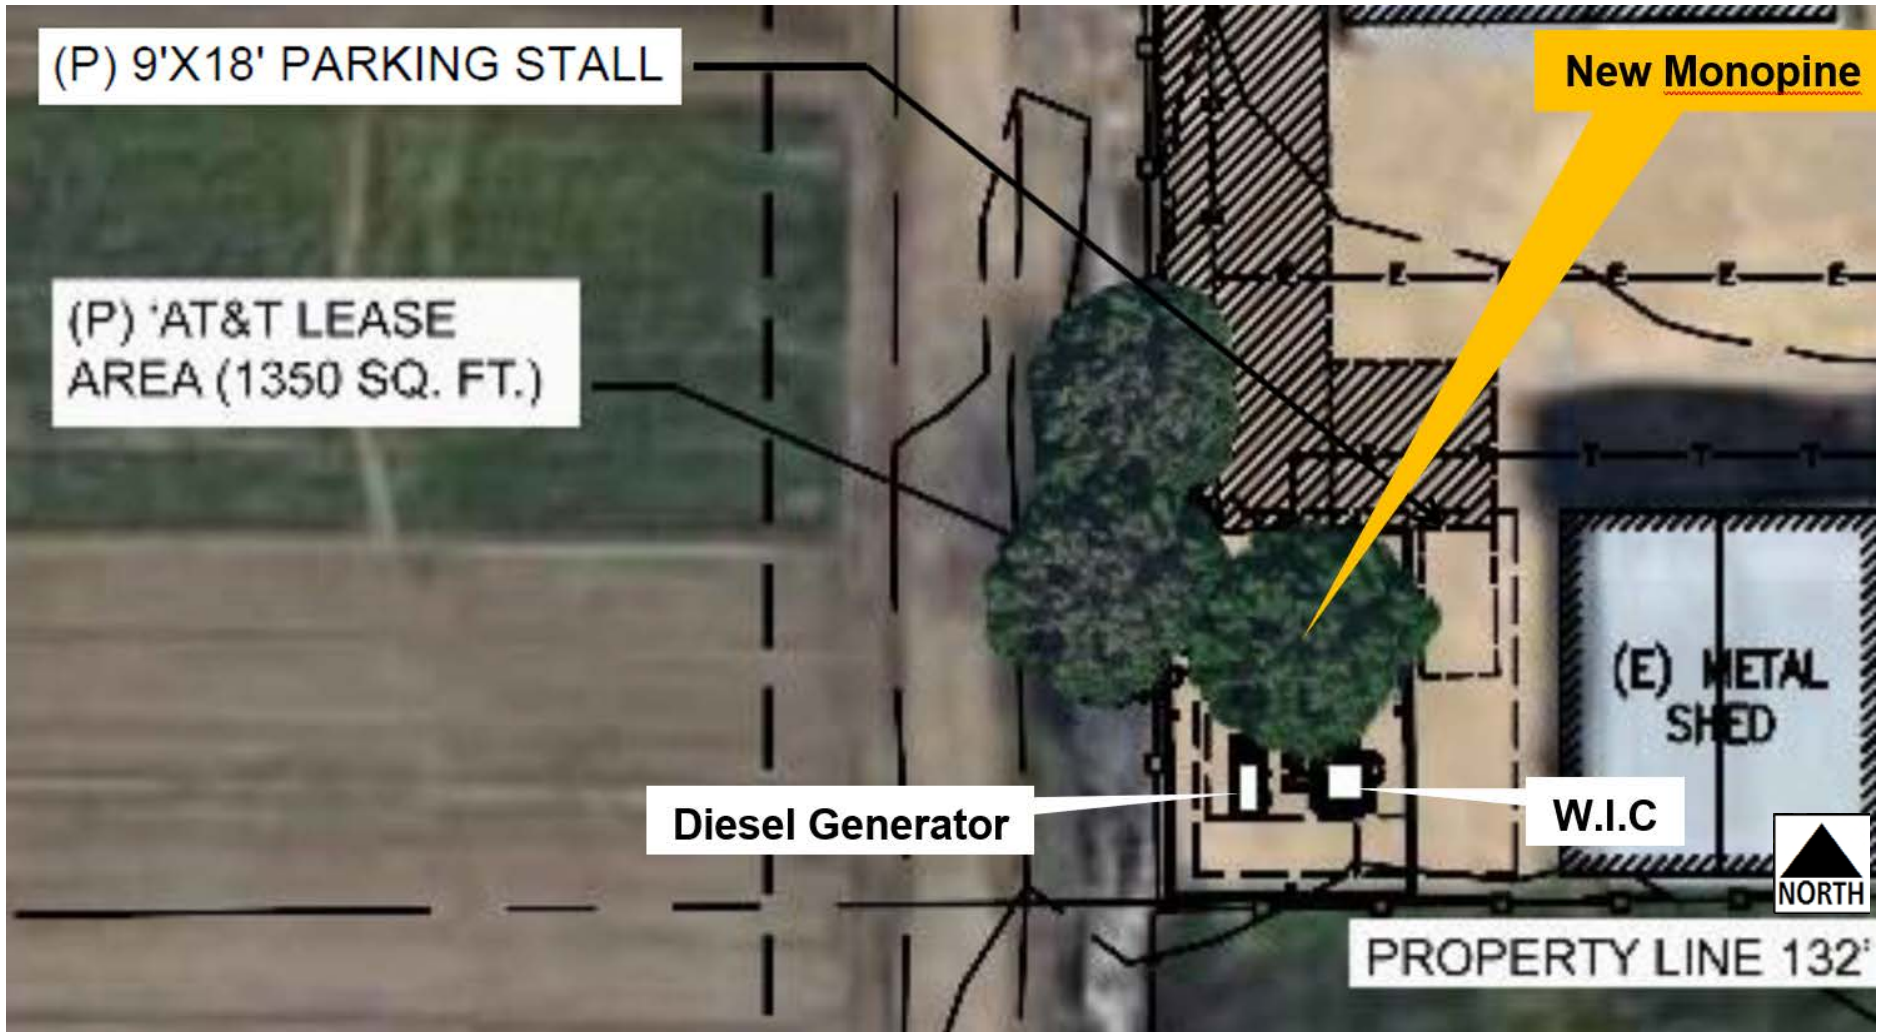 (P) 9'X18' PARKING STALL
New Monopine
(P) 'AT&T LEASE
AREA (1350 SQ. FT.)
E E E E
T T T
(E) METAL
SHED
Diesel Generator
W.I.C
NORTH
PROPERTY LINE 132'